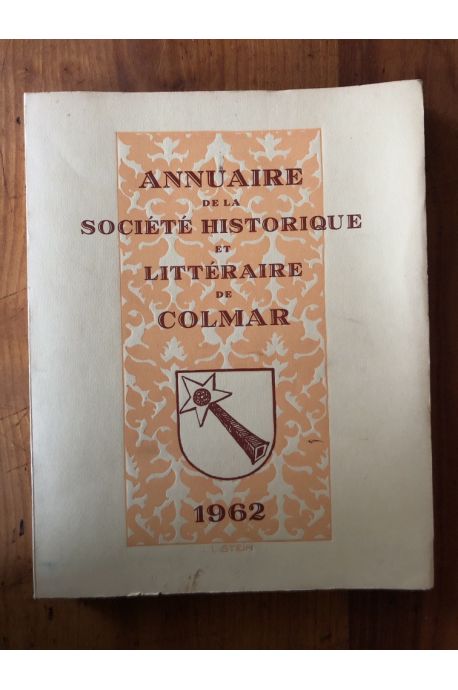 ANNUAIRE
DE LA
SOCIÉTÉ HISTORIQUE
ET
LITTÉRAIRE
DE
COLMAR
1962